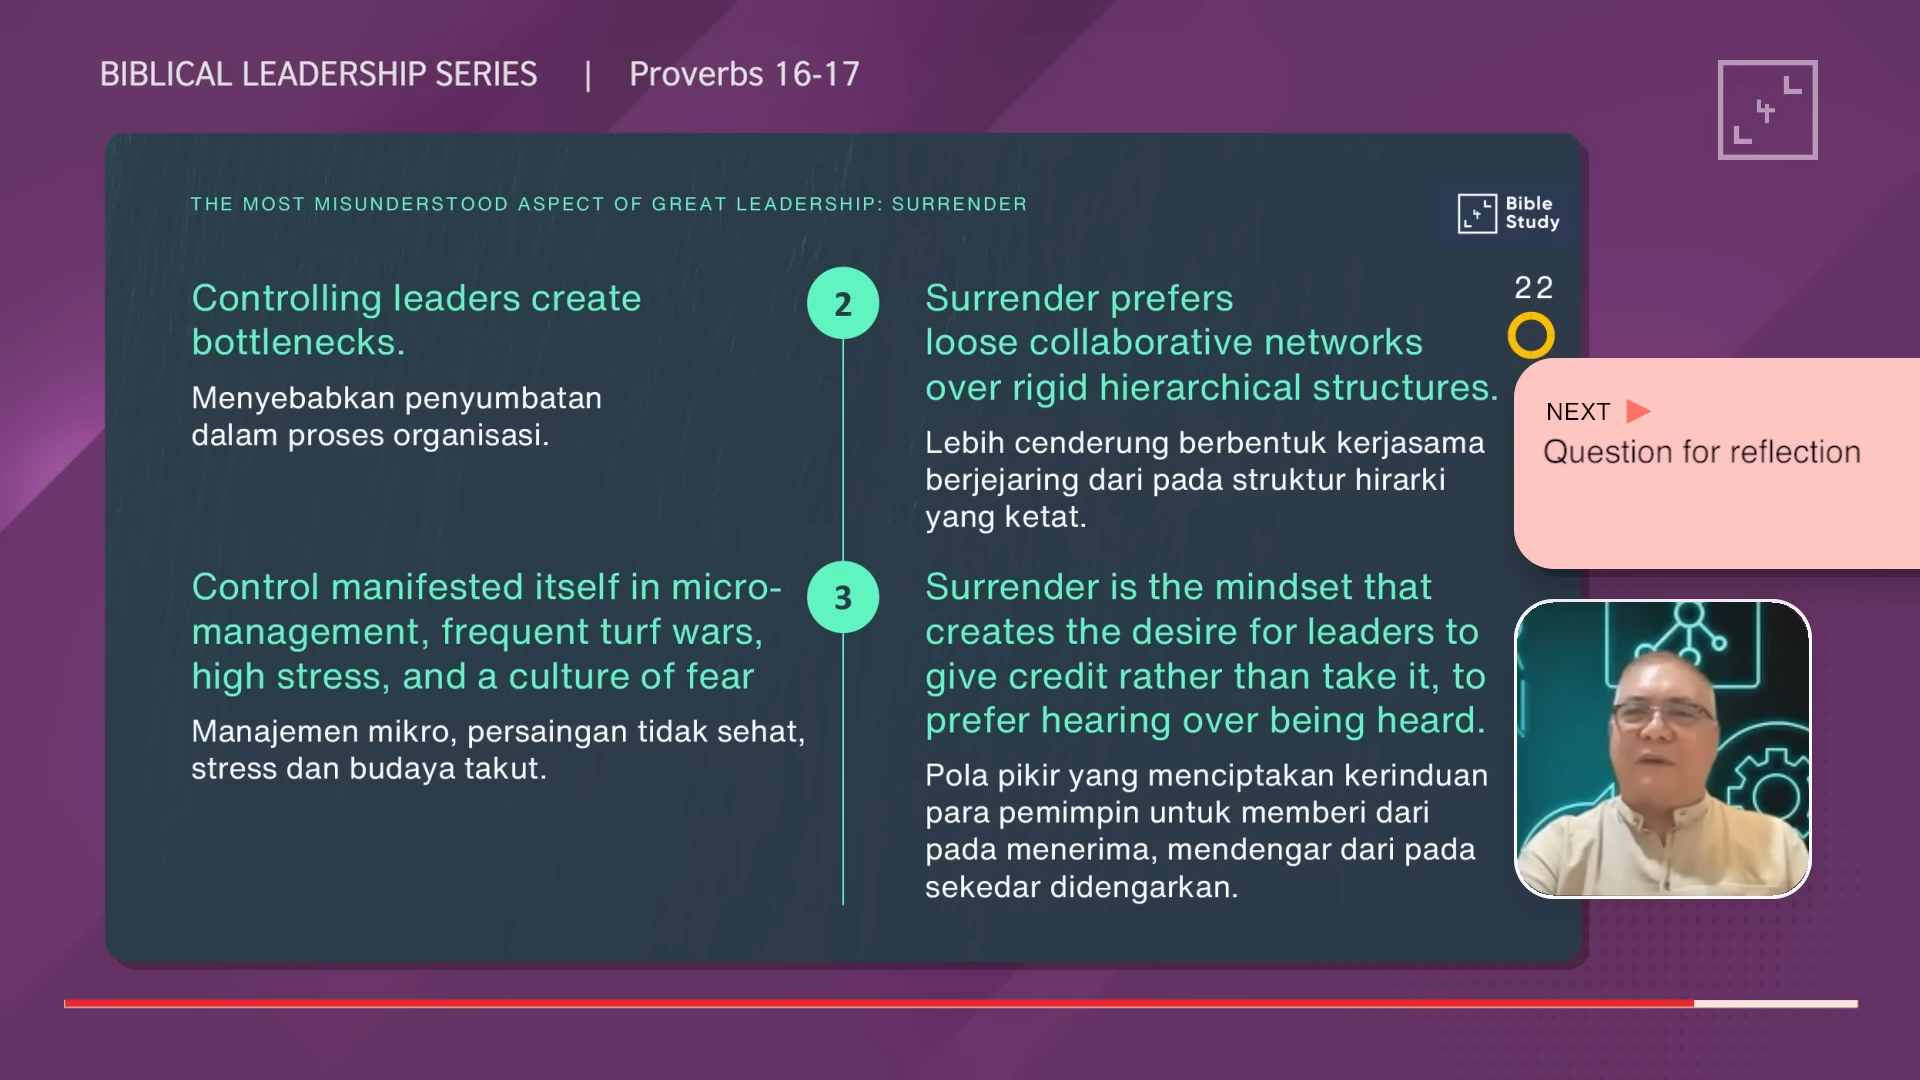 BIBLICAL LEADERSHIP SERIES | Proverbs 16-17
THE MOST MISUNDERSTOOD ASPECT OF GREAT LEADERSHIP: SURRENDER
Bible
Study
Controlling leaders create
bottlenecks.
Menyebabkan penyumbatan
dalam proses organisasi.
2
Surrender prefers
loose collaborative networks
over rigid hierarchical structures.
Lebih cenderung berbentuk kerjasama
berjejaring dari pada struktur hirarki
yang ketat.
22
NEXT
Question for reflection
Control manifested itself in micro-
management, frequent turf wars,
high stress, and a culture of fear
Manajemen mikro, persaingan tidak sehat,
stress dan budaya takut.
3
Surrender is the mindset that
creates the desire for leaders to
give credit rather than take it, to
prefer hearing over being heard.
Pola pikir yang menciptakan kerinduan
para pemimpin untuk memberi dari
pada menerima, mendengar dari pada
sekedar didengarkan.